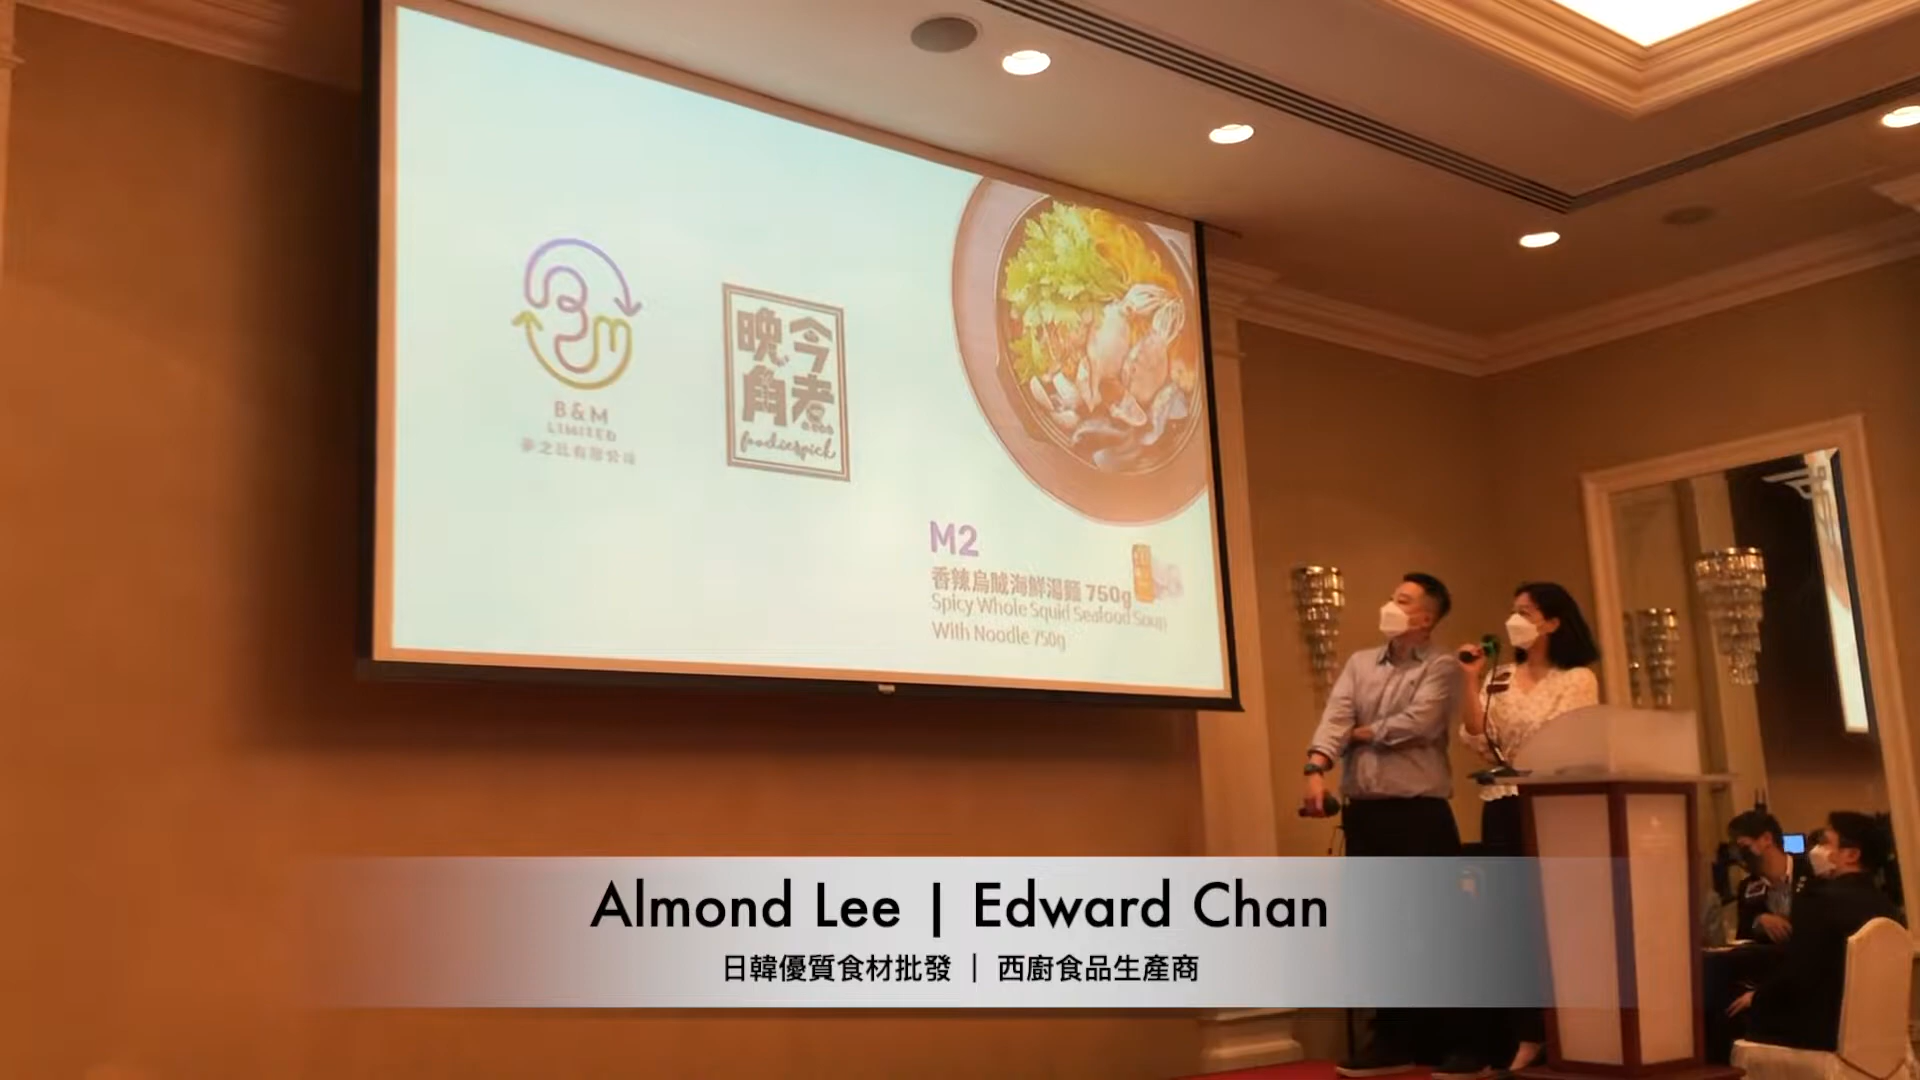 B&M
LIMITED
今晚
煮角
foodiespick
M2
香辣烏賊海鮮湯麵 750g
Spicy Whole Squid Seafood Soup
With Noodle 750g
Almond Lee | Edward Chan
日韓優質食材批發 | 西廚食品生產商